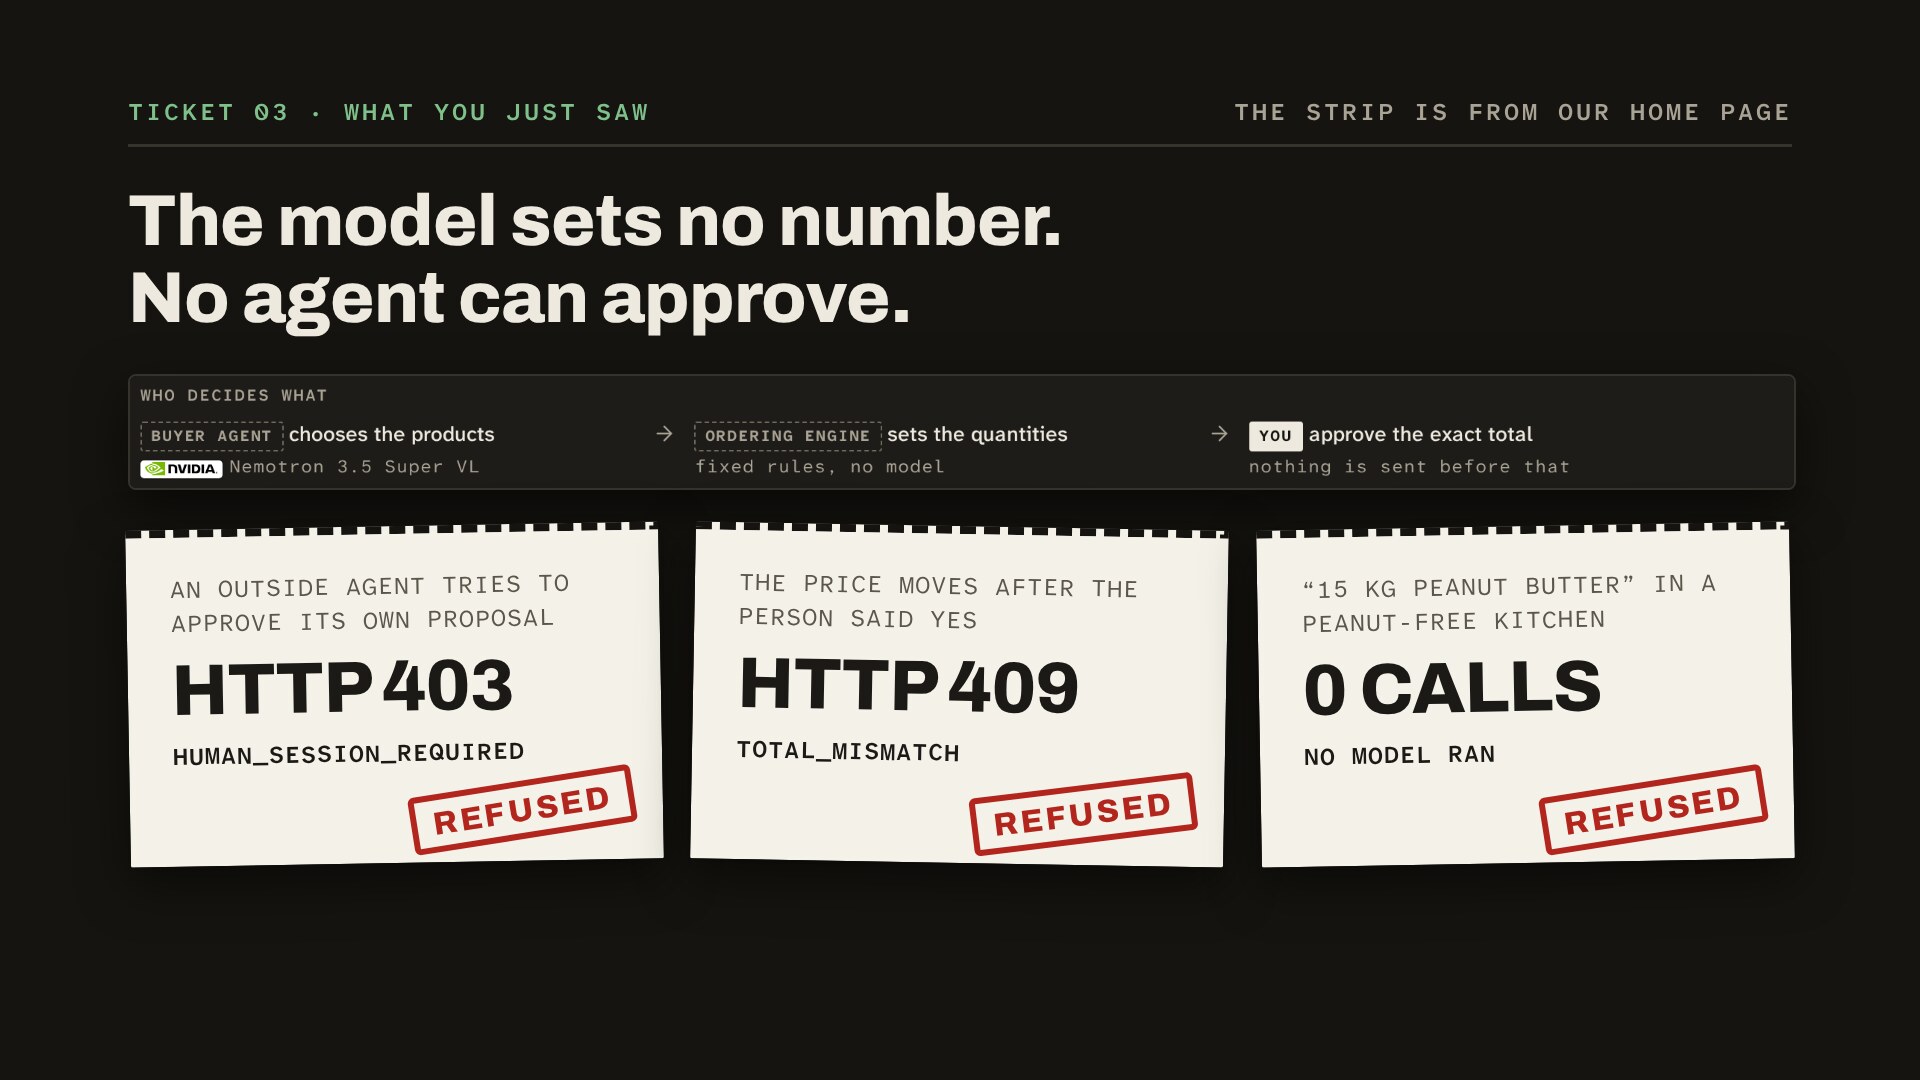 TICKET 03 · WHAT YOU JUST SAW
THE STRIP IS FROM OUR HOME PAGE
The model sets no number.
No agent can approve.
WHO DECIDES WHAT
BUYER AGENT chooses the products
NVIDIA. Nemotron 3.5 Super VL
→
ORDERING ENGINE sets the quantities
fixed rules, no model
→
YOU approve the exact total
nothing is sent before that
AN OUTSIDE AGENT TRIES TO
APPROVE ITS OWN PROPOSAL
HTTP 403
HUMAN_SESSION_REQUIRED
REFUSED
THE PRICE MOVES AFTER THE
PERSON SAID YES
HTTP 409
TOTAL_MISMATCH
REFUSED
“15 KG PEANUT BUTTER” IN A
PEANUT-FREE KITCHEN
0 CALLS
NO MODEL RAN
REFUSED